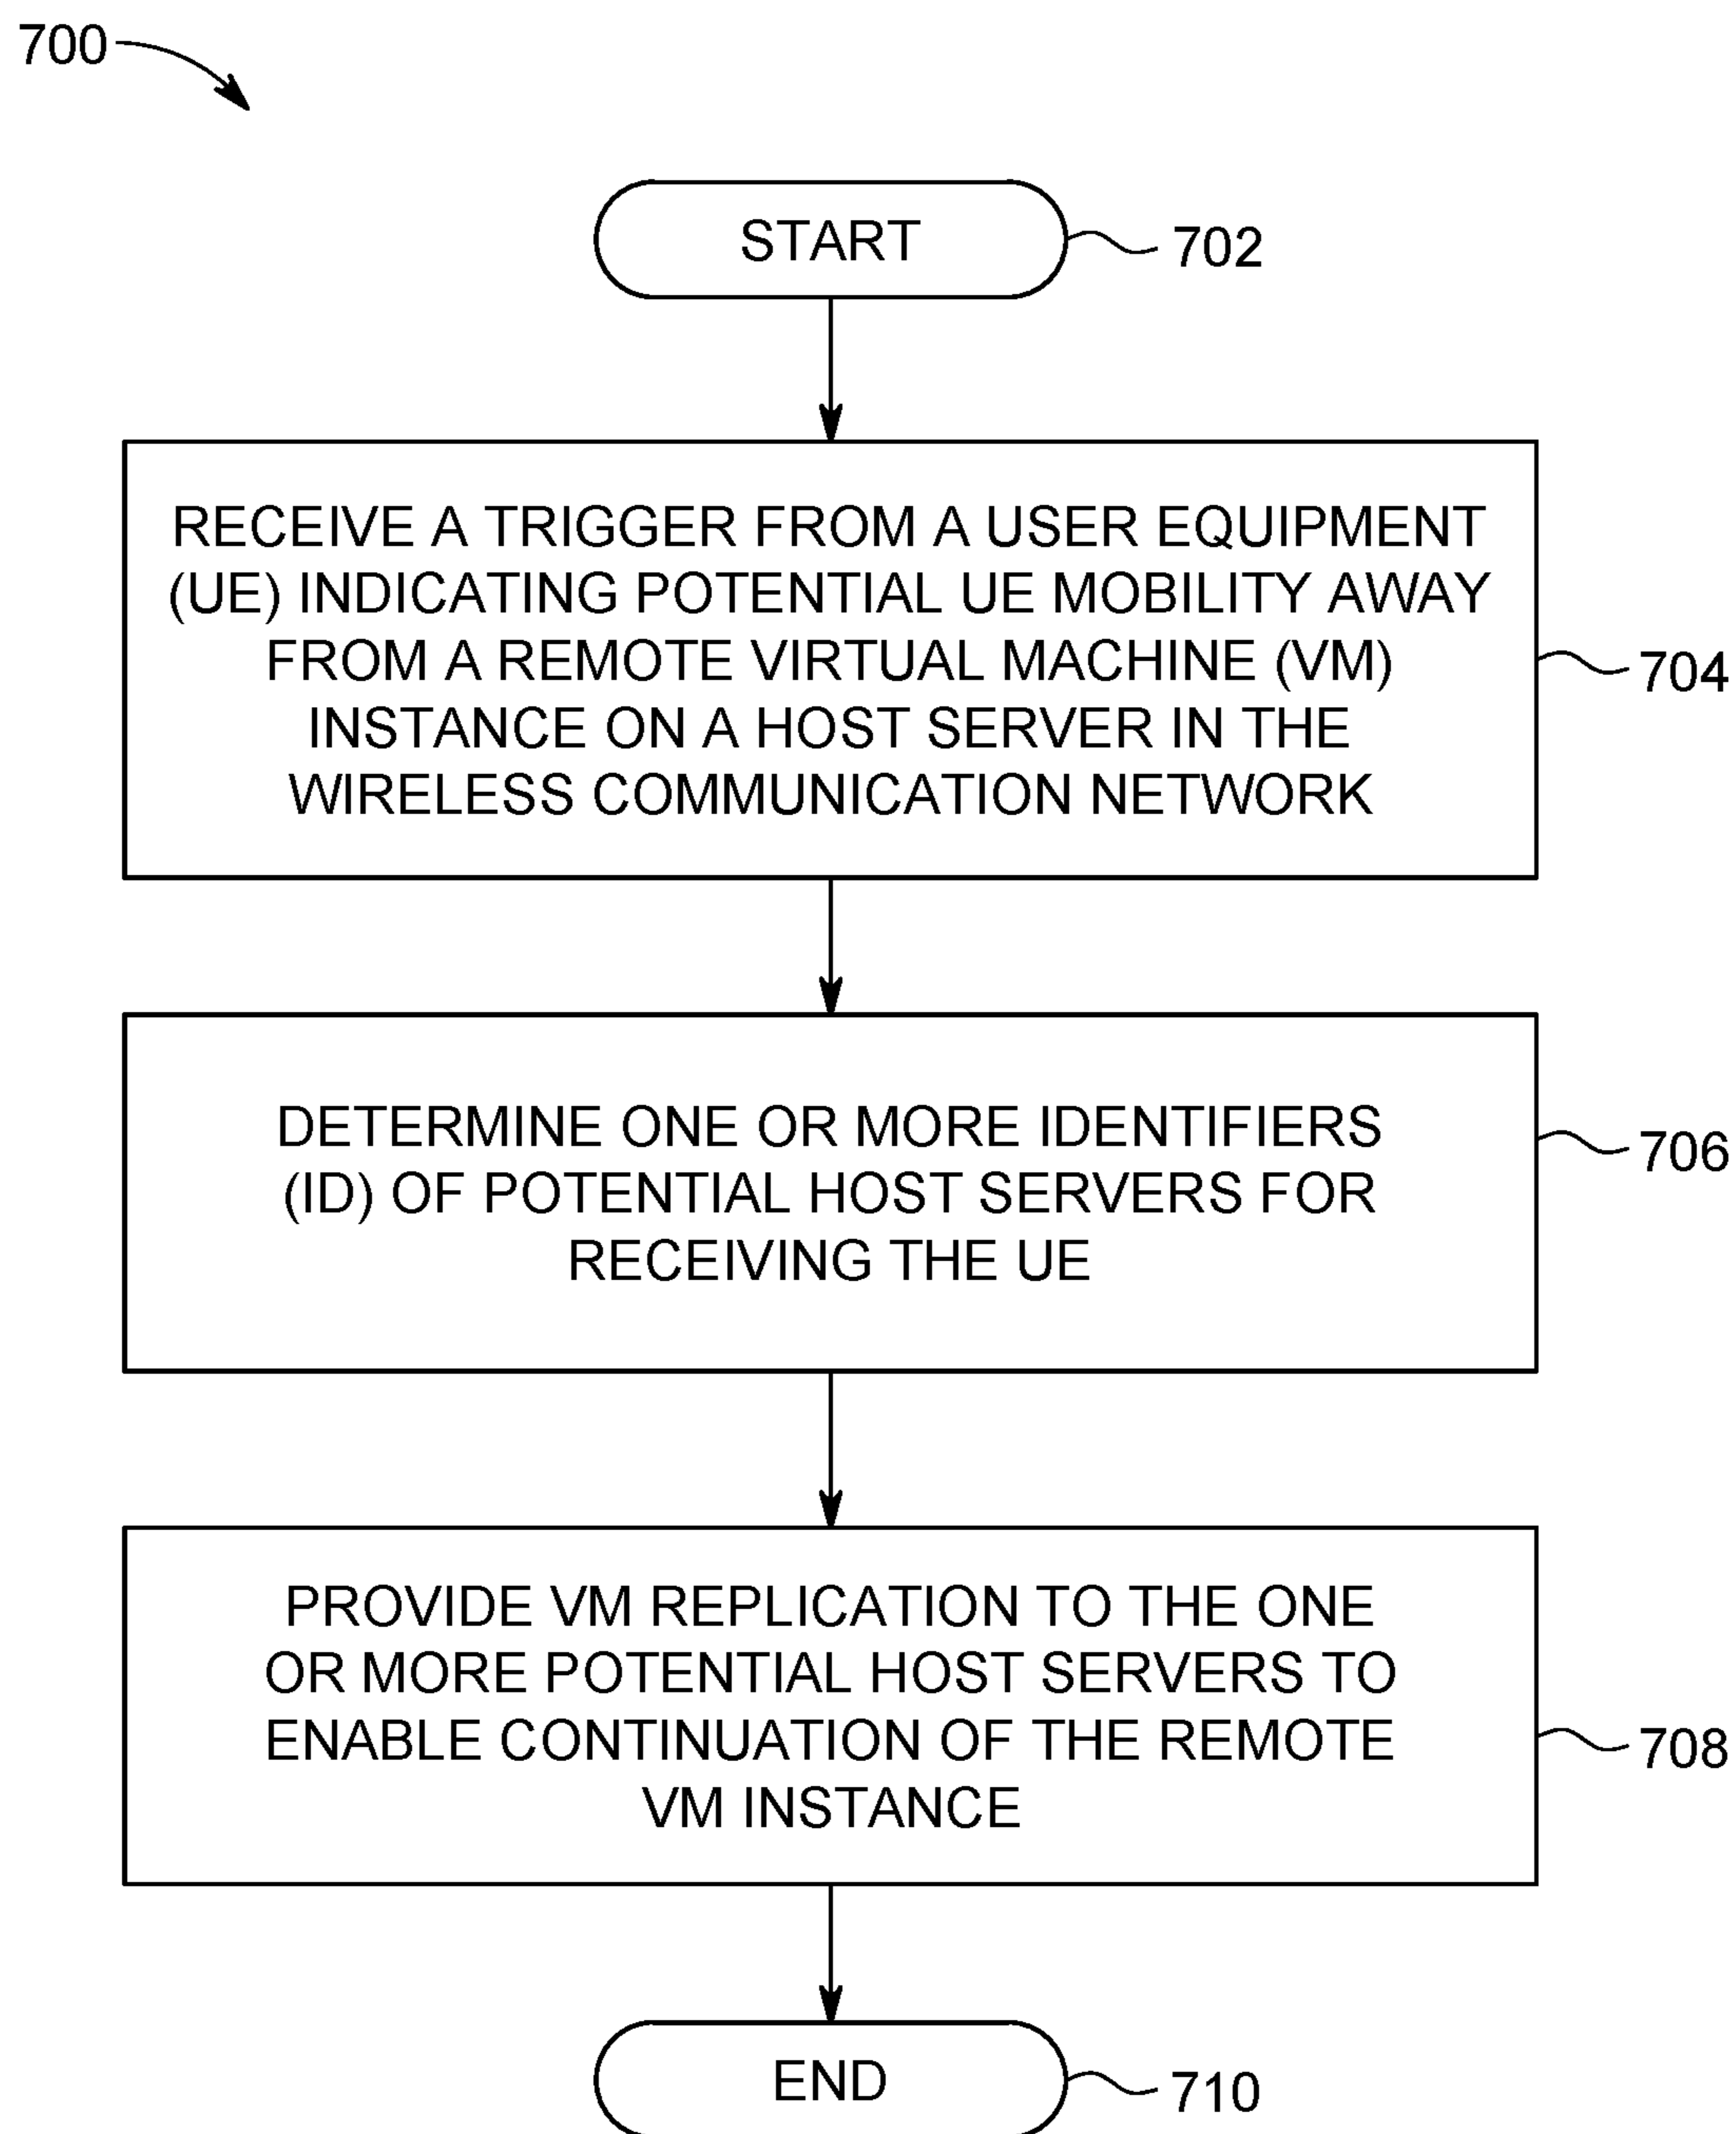 700
START
702
RECEIVE A TRIGGER FROM A USER EQUIPMENT
(UE) INDICATING POTENTIAL UE MOBILITY AWAY
FROM A REMOTE VIRTUAL MACHINE (VM)
INSTANCE ON A HOST SERVER IN THE
WIRELESS COMMUNICATION NETWORK
704
DETERMINE ONE OR MORE IDENTIFIERS
(ID) OF POTENTIAL HOST SERVERS FOR
RECEIVING THE UE
706
PROVIDE VM REPLICATION TO THE ONE
OR MORE POTENTIAL HOST SERVERS TO
ENABLE CONTINUATION OF THE REMOTE
VM INSTANCE
708
END
710